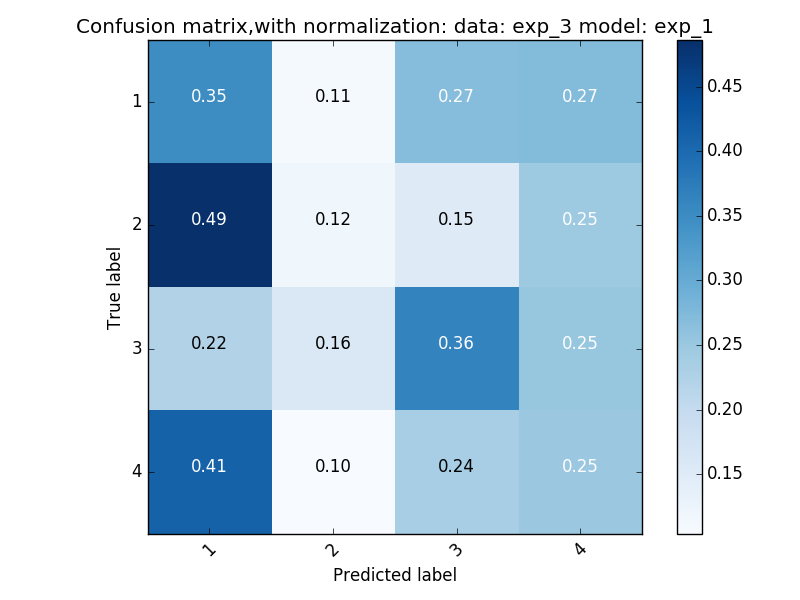 Confusion matrix,with normalization: data: exp_3 model: exp_1
1 0.35 0.11 0.27 0.27
2 0.49 0.12 0.15 0.25
3 0.22 0.16 0.36 0.25
4 0.41 0.10 0.24 0.25
True label
1 2 3 4
Predicted label
0.45
0.40
0.35
0.30
0.25
0.20
0.15